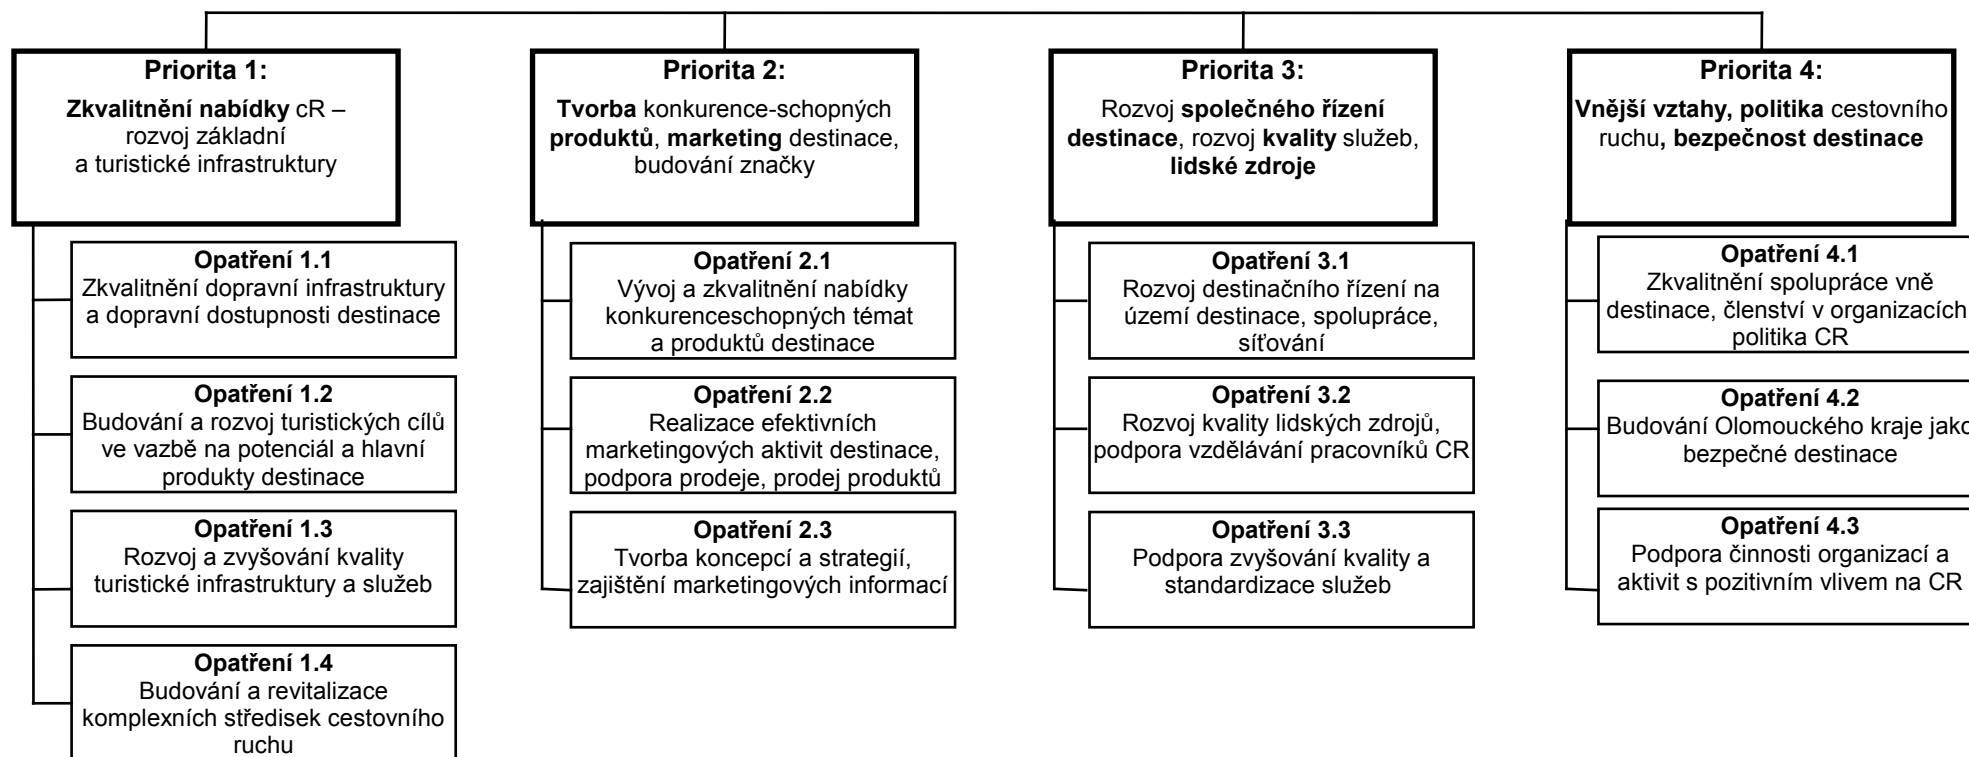 Priorita 1:
Zkvalitnění nabídky cR –
rozvoj základní
a turistické infrastruktury
Opatření 1.1
Zkvalitnění dopravní infrastruktury
a dopravní dostupnosti destinace
Opatření 1.2
Budování a rozvoj turistických cílů
ve vazbě na potenciál a hlavní
produkty destinace
Opatření 1.3
Rozvoj a zvyšování kvality
turistické infrastruktury a služeb
Opatření 1.4
Budování a revitalizace
komplexních středisek cestovního
ruchu
Priorita 2:
Tvorba konkurence-schopných
produktů, marketing destinace,
budování značky
Opatření 2.1
Vývoj a zkvalitnění nabídky
konkurenceschopných témat
a produktů destinace
Opatření 2.2
Realizace efektivních
marketingových aktivit destinace,
podpora prodeje, prodej produktů
Opatření 2.3
Tvorba koncepcí a strategií,
zajištění marketingových informací
Priorita 3:
Rozvoj společného řízení
destinace, rozvoj kvality služeb,
lidské zdroje
Opatření 3.1
Rozvoj destinačního řízení na
území destinace, spolupráce,
síťování
Opatření 3.2
Rozvoj kvality lidských zdrojů,
podpora vzdělávání pracovníků CR
Opatření 3.3
Podpora zvyšování kvality a
standardizace služeb
Priorita 4:
Vnější vztahy, politika cestovního
ruchu, bezpečnost destinace
Opatření 4.1
Zkvalitnění spolupráce vně
destinace, členství v organizacích
politika CR
Opatření 4.2
Budování Olomouckého kraje jako
bezpečné destinace
Opatření 4.3
Podpora činnosti organizací a
aktivit s pozitivním vlivem na CR